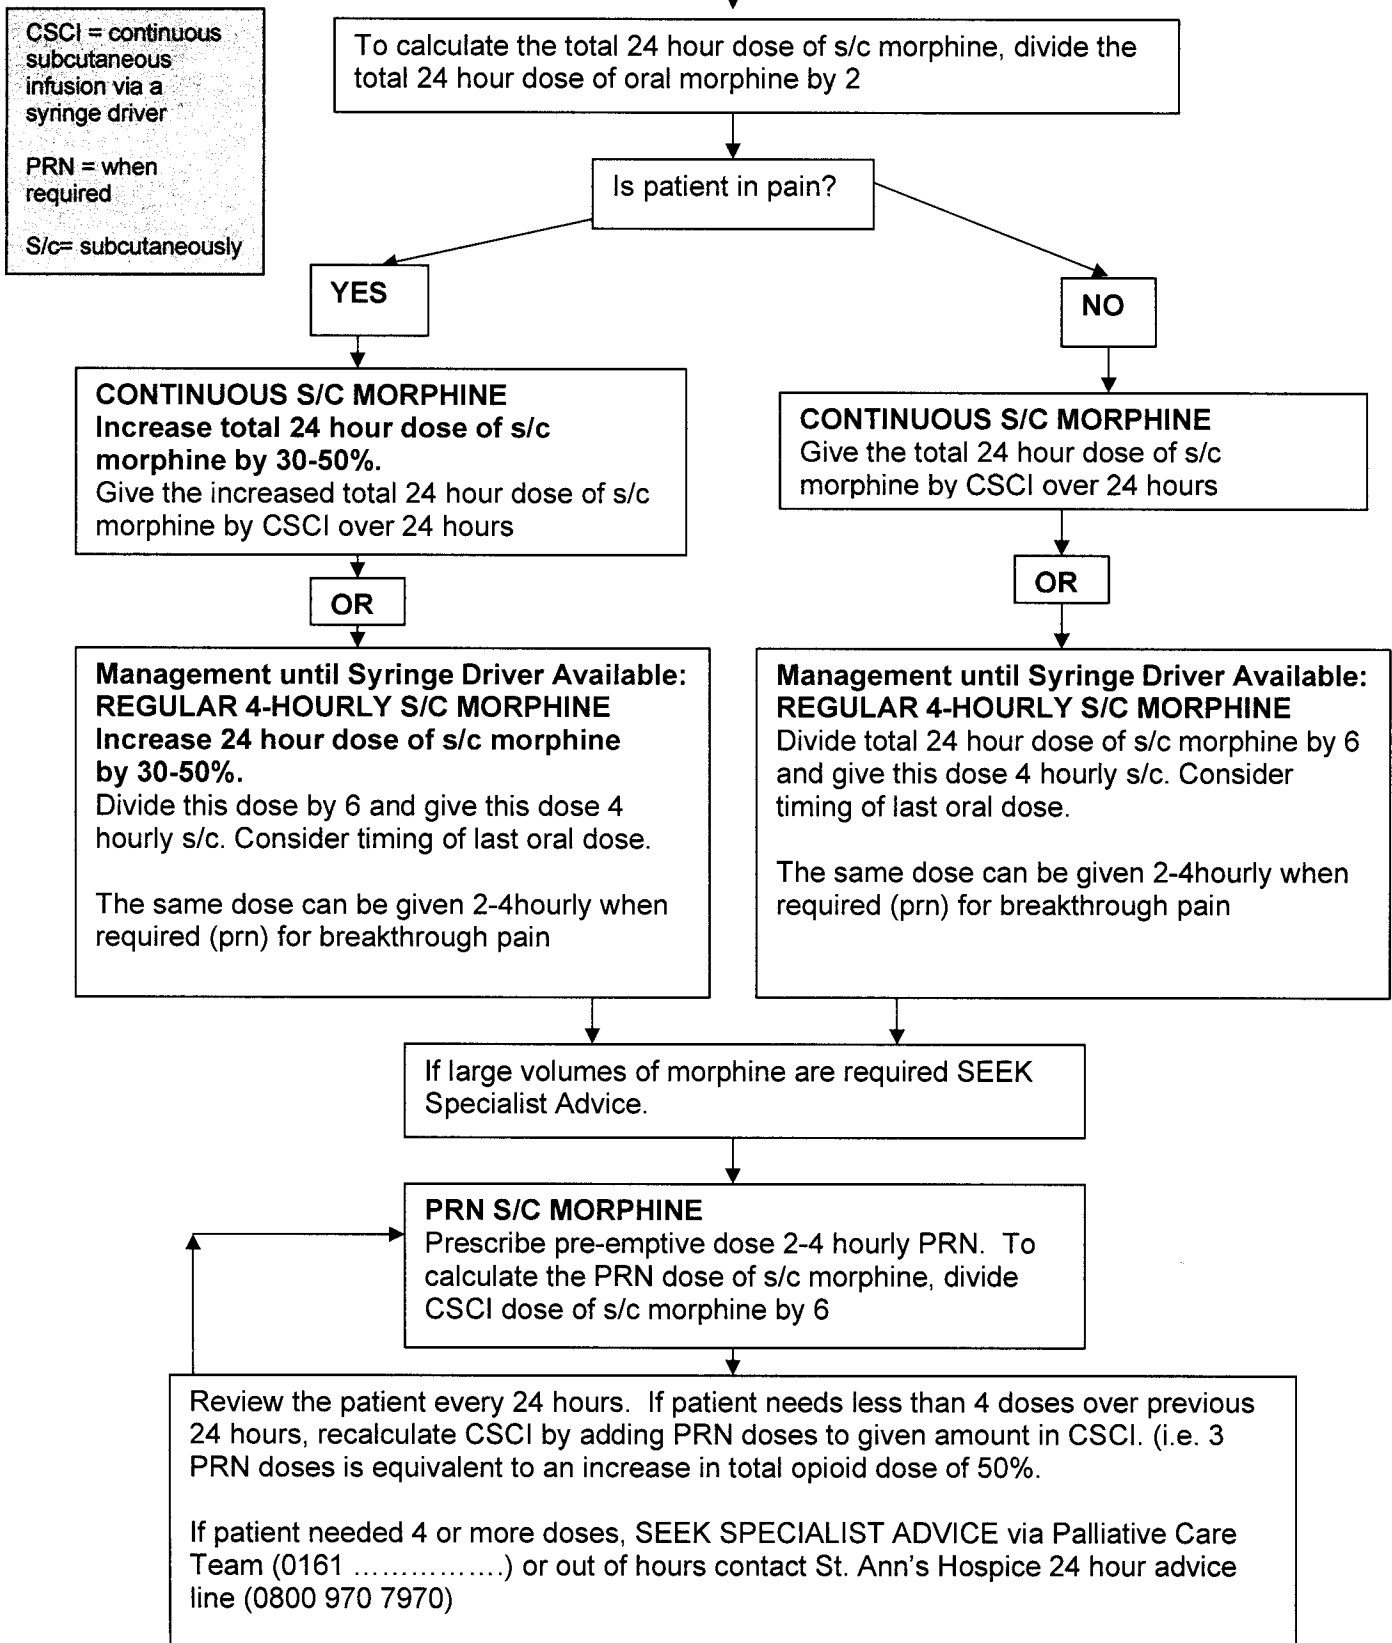 CSCI = continuous
subcutaneous
infusion via a
syringe driver
PRN = when
required
S/c= subcutaneously
To calculate the total 24 hour dose of s/c morphine, divide the
total 24 hour dose of oral morphine by 2
Is patient in pain?
YES
NO
CONTINUOUS S/C MORPHINE
Increase total 24 hour dose of s/c
morphine by 30-50%.
Give the increased total 24 hour dose of s/c
morphine by CSCI over 24 hours
CONTINUOUS S/C MORPHINE
Give the total 24 hour dose of s/c
morphine by CSCI over 24 hours
OR
OR
Management until Syringe Driver Available:
REGULAR 4-HOURLY S/C MORPHINE
Increase 24 hour dose of s/c morphine
by 30-50%.
Divide this dose by 6 and give this dose 4
hourly s/c. Consider timing of last oral dose.
The same dose can be given 2-4hourly when
required (prn) for breakthrough pain
Management until Syringe Driver Available:
REGULAR 4-HOURLY S/C MORPHINE
Divide total 24 hour dose of s/c morphine by 6
and give this dose 4 hourly s/c. Consider
timing of last oral dose.
The same dose can be given 2-4hourly when
required (prn) for breakthrough pain
If large volumes of morphine are required SEEK
Specialist Advice.
PRN S/C MORPHINE
Prescribe pre-emptive dose 2-4 hourly PRN. To
calculate the PRN dose of s/c morphine, divide
CSCI dose of s/c morphine by 6
Review the patient every 24 hours. If patient needs less than 4 doses over previous
24 hours, recalculate CSCI by adding PRN doses to given amount in CSCI. (i.e. 3
PRN doses is equivalent to an increase in total opioid dose of 50%.
If patient needed 4 or more doses, SEEK SPECIALIST ADVICE via Palliative Care
Team (0161 ................) or out of hours contact St. Ann's Hospice 24 hour advice
line (0800 970 7970)